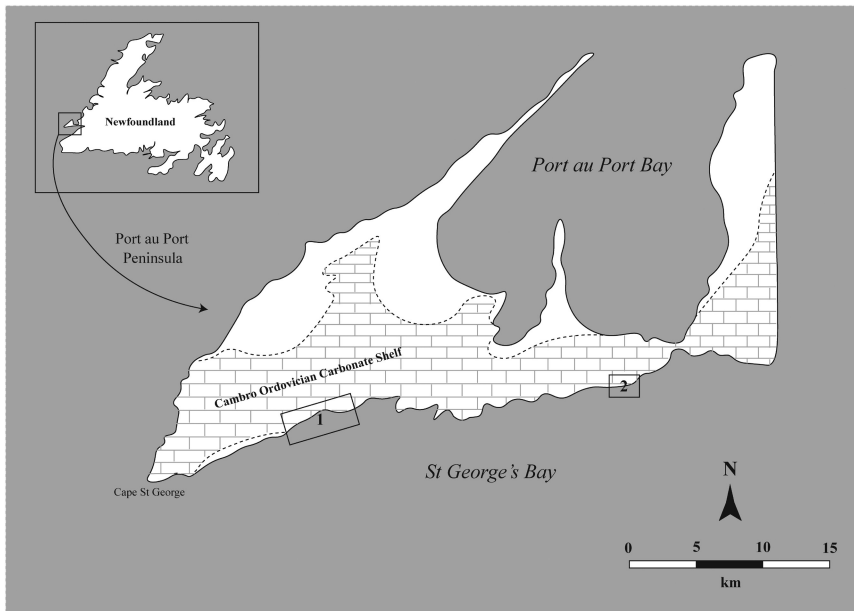 Newfoundland
Port au Port Bay
Port au Port
Peninsula
Cambro Ordovician Carbonate Shelf
1
2
St George's Bay
Cape St George
N
0 5 10 15
km